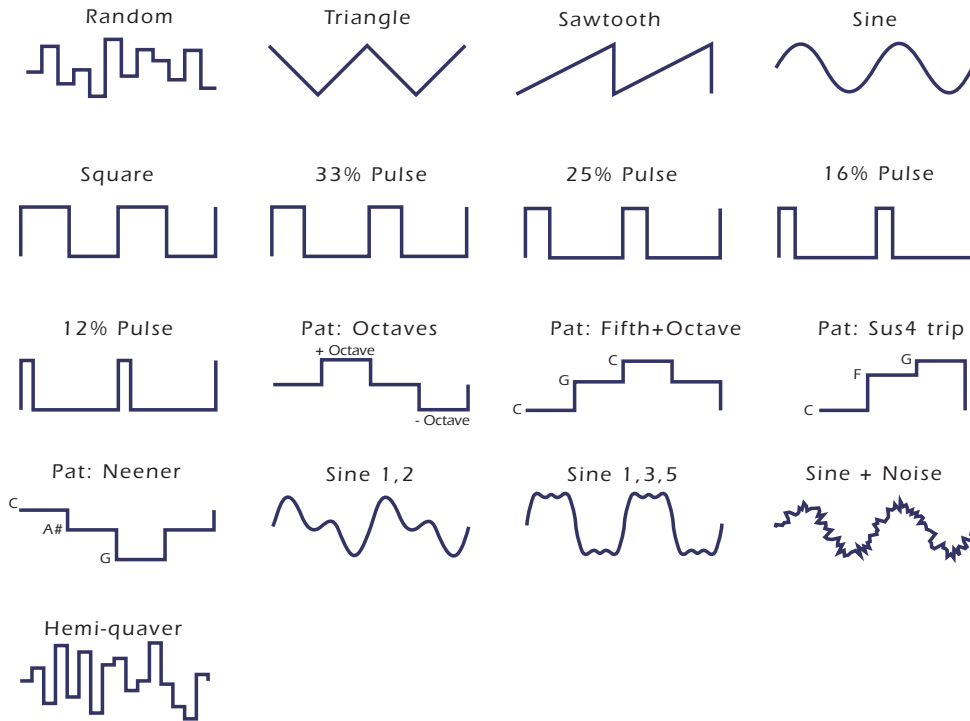 Random
Triangle
Sawtooth
Sine
Square
33% Pulse
25% Pulse
16% Pulse
12% Pulse
Pat: Octaves
+ Octave
- Octave
Pat: Fifth+Octave
C
G
C
Pat: Sus4 trip
G
F
C
Pat: Neener
C
A#
G
Sine 1,2
Sine 1,3,5
Sine + Noise
Hemi-quaver